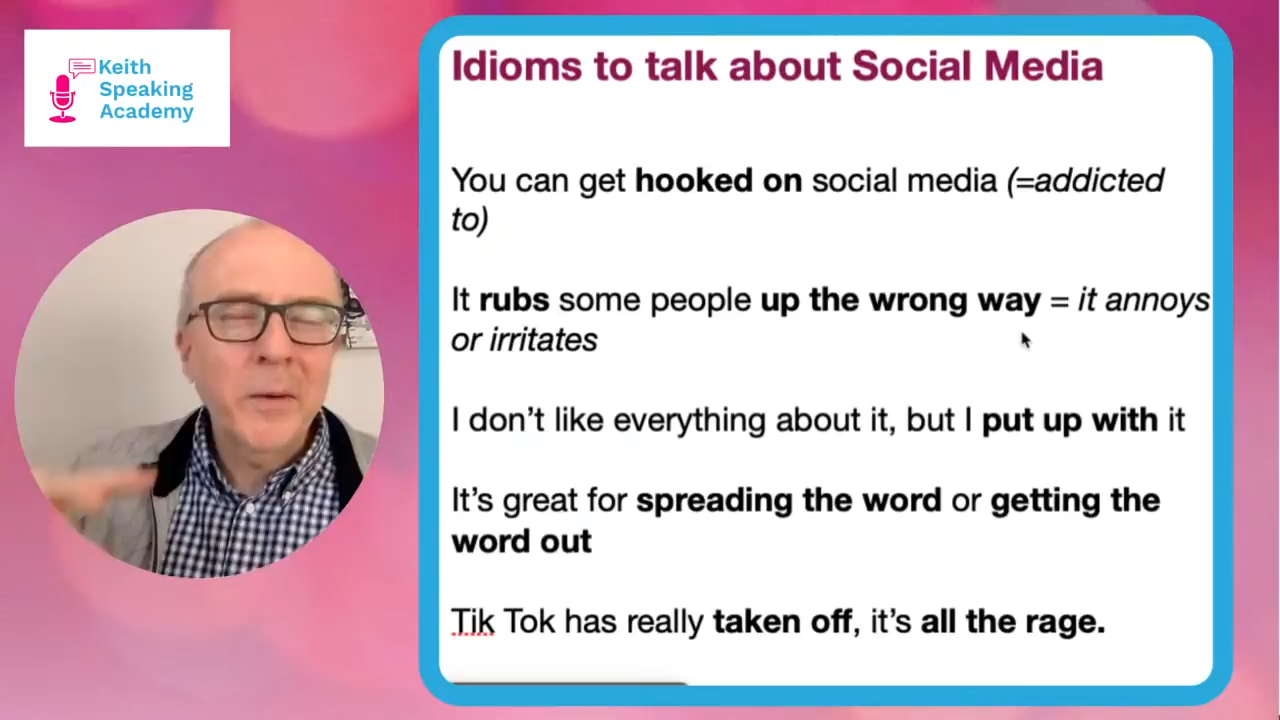 Keith
Speaking
Academy
Idioms to talk about Social Media
You can get hooked on social media (=addicted
to)
It rubs some people up the wrong way = it annoys
or irritates
I don’t like everything about it, but I put up with it
It’s great for spreading the word or getting the
word out
Tik Tok has really taken off, it’s all the rage.